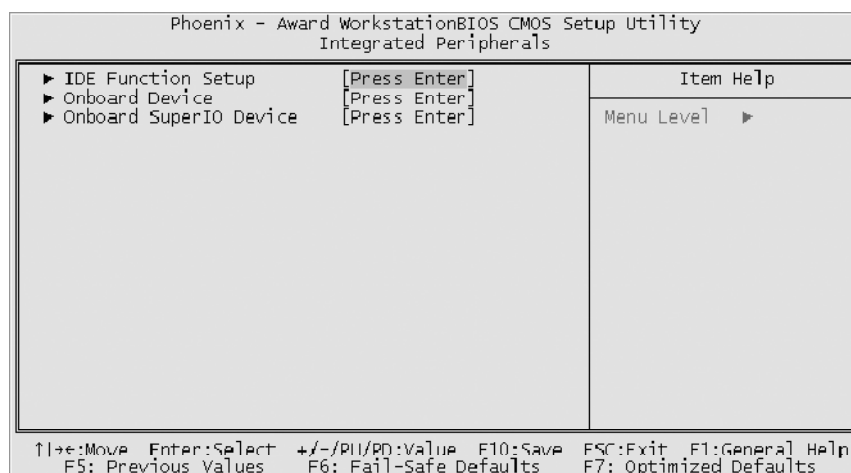 Phoenix - Award WorkstationBIOS CMOS Setup Utility
Integrated Peripherals
► IDE Function Setup [Press Enter] Item Help
► Onboard Device [Press Enter]
► Onboard SuperIO Device [Press Enter] Menu Level ►
↑↓→←:Move Enter:Select +/-/PU/PD:Value F10:Save ESC:Exit F1:General Help
F5: Previous Values F6: Fail-Safe Defaults F7: Optimized Defaults